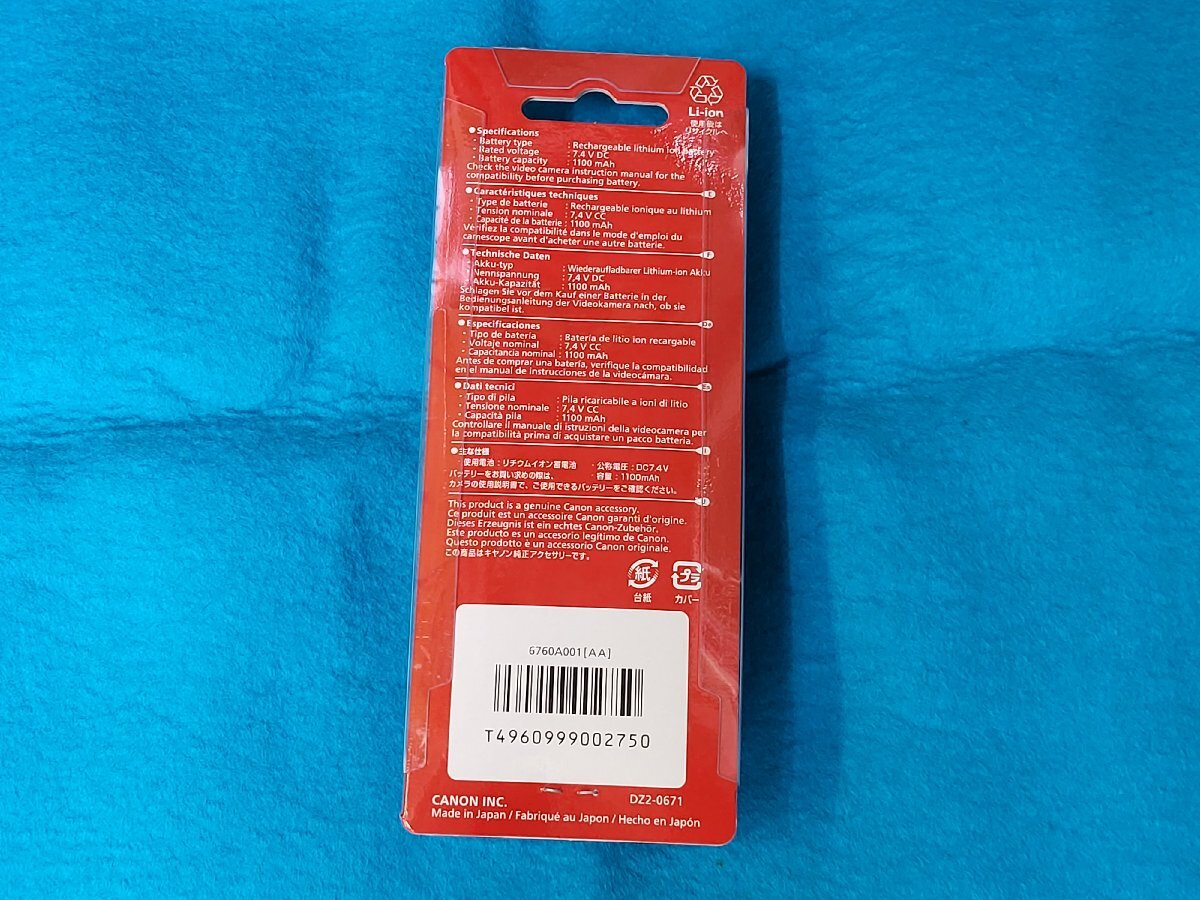 Li-ion
使用後は
リサイクルへ
●Specifications
・Battery type : Rechargeable lithium ion battery
・Rated voltage : 7.4 V DC
・Battery capacity : 1100 mAh
Check the video camera instruction manual for the
compatibility before purchasing battery.
E
●Caractéristiques techniques
・Type de batterie : Rechargeable ionique au lithium
・Tension nominale : 7,4 V CC
・Capacité de la batterie : 1100 mAh
Vérifiez la compatibilité dans le mode d'emploi du
camescope avant d'acheter une autre batterie.
F
●Technische Daten
・Akku-typ : Wiederaufladbarer Lithium-ion Akku
・Nennspannung : 7,4 V DC
・Akku-Kapazität : 1100 mAh
Schlagen Sie vor dem Kauf einer Batterie in der
Bedienungsanleitung der Videokamera nach, ob sie
kompatibel ist.
De
●Especificaciones
・Tipo de batería : Batería de litio ion recargable
・Voltaje nominal : 7,4 V CC
・Capacitancia nominal : 1100 mAh
Antes de comprar una batería, verifique la compatibilidad
en el manual de instrucciones de la videocámara.
Es
●Dati tecnici
・Tipo di pila : Pila ricaricabile a ioni di litio
・Tensione nominale : 7,4 V CC
・Capacità pila : 1100 mAh
Controllare il manuale di istruzioni della videocamera per
la compatibilità prima di acquistare un pacco batteria.
I
●主な仕様
・使用電池：リチウムイオン蓄電池 ・公称電圧：DC7.4V
バッテリーをお買い求めの際は、 ・容量：1100mAh
カメラの使用説明書で、ご使用できるバッテリーをご確認ください。
J
This product is a genuine Canon accessory.
Ce produit est un accessoire Canon garanti d'origine.
Dieses Erzeugnis ist ein echtes Canon-Zubehör.
Este producto es un accesorio legítimo de Canon.
Questo prodotto è un accessorio Canon originale.
この商品はキヤノン純正アクセサリーです。
紙 プラ
台紙 カバー
6760A001[AA]
T4960999002750
CANON INC. DZ2-0671
Made in Japan / Fabriqué au Japon / Hecho en Japón